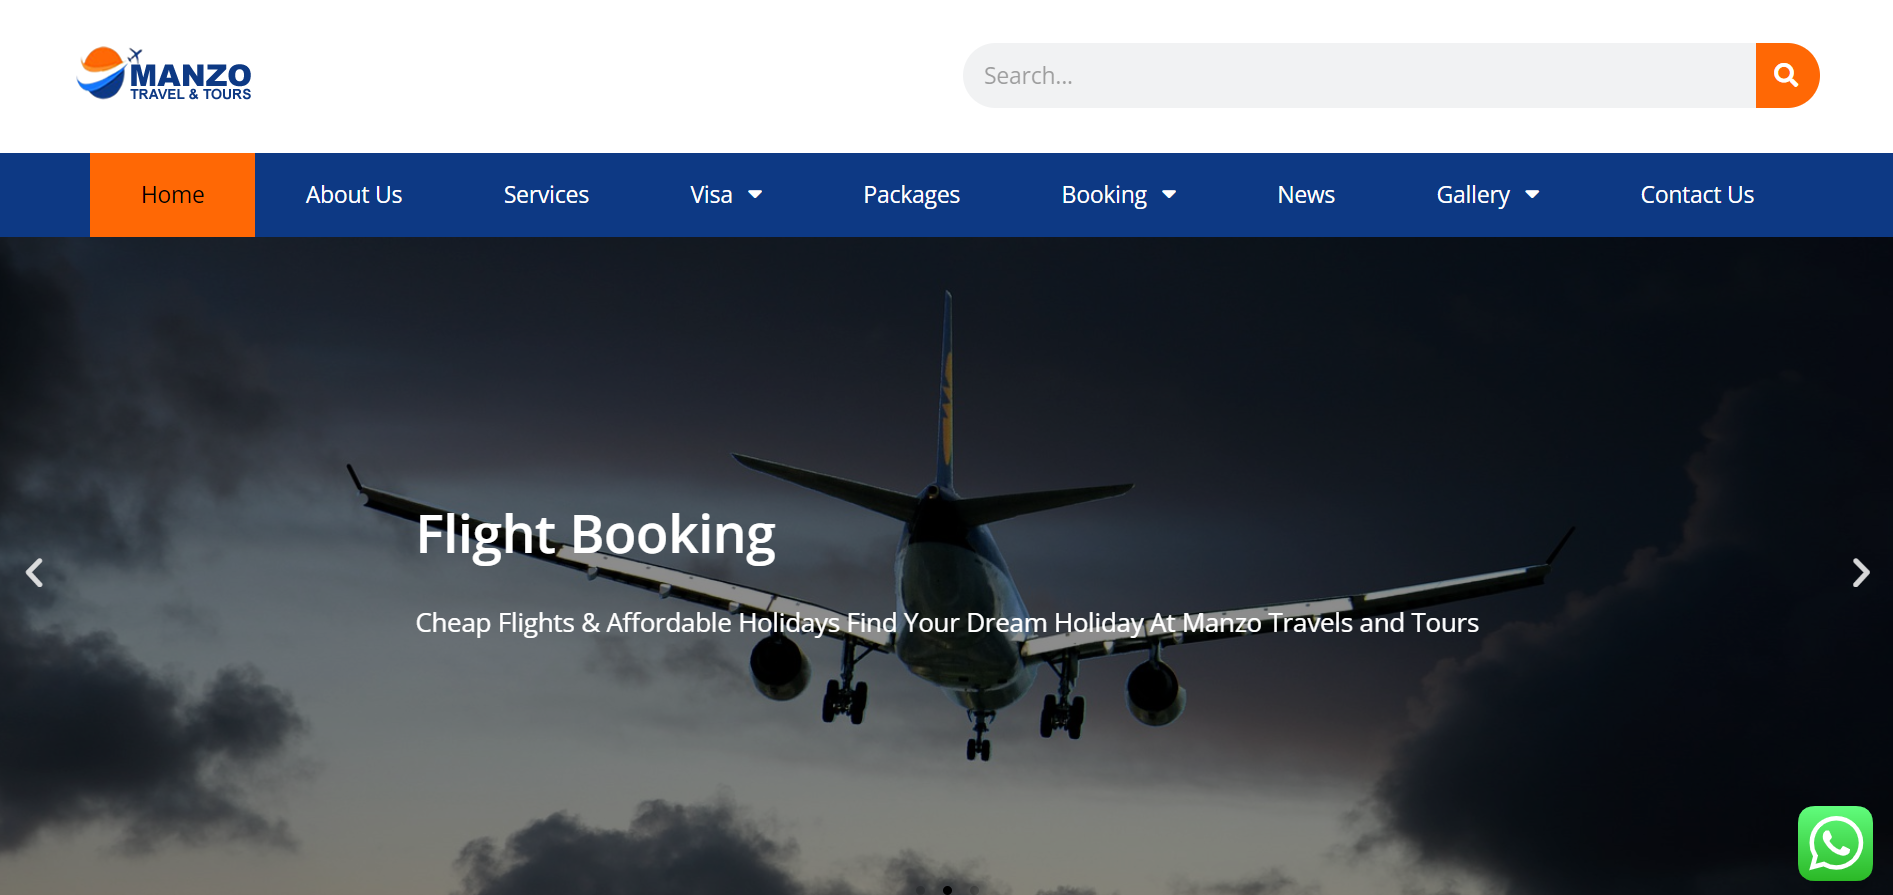 MANZO
TRAVEL & TOURS
Search...
Home About Us Services Visa Packages Booking News Gallery Contact Us
Flight Booking
Cheap Flights & Affordable Holidays Find Your Dream Holiday At Manzo Travels and Tours